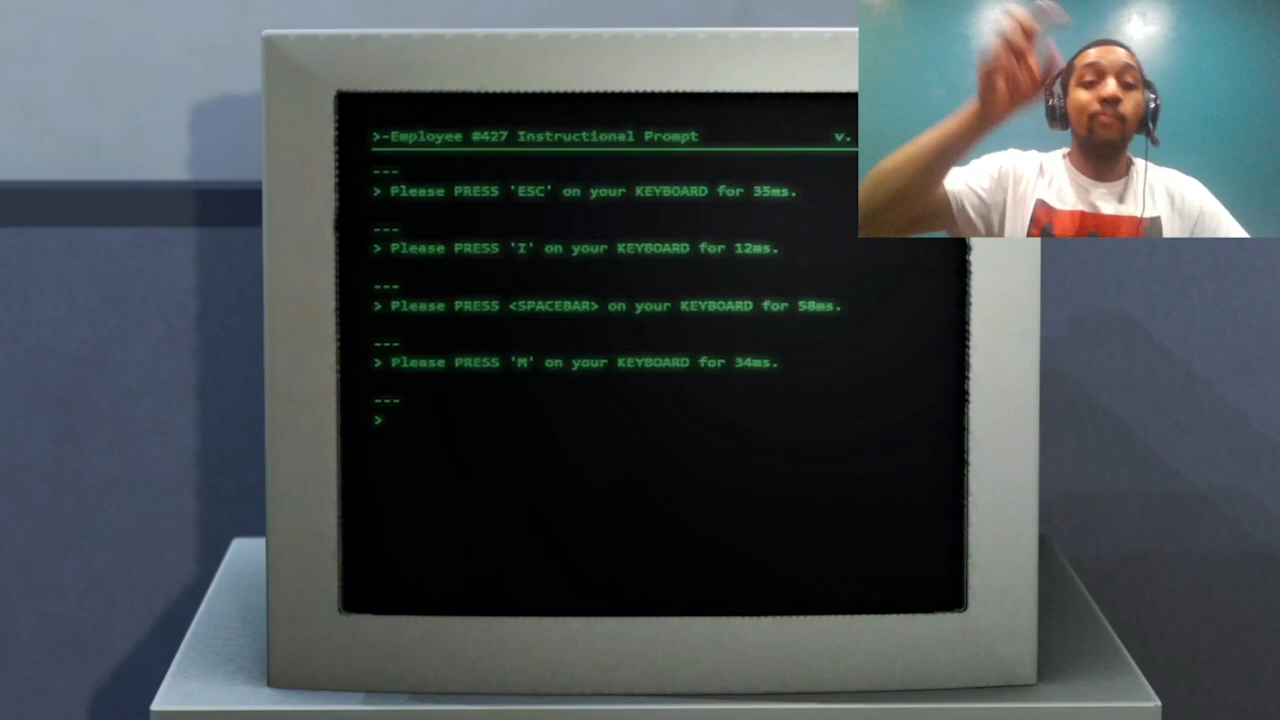 >-Employee #427 Instructional Prompt v.
---
> Please PRESS 'ESC' on your KEYBOARD for 35ms.
---
> Please PRESS 'I' on your KEYBOARD for 12ms.
---
> Please PRESS <SPACEBAR> on your KEYBOARD for 58ms.
---
> Please PRESS 'M' on your KEYBOARD for 34ms.
---
>